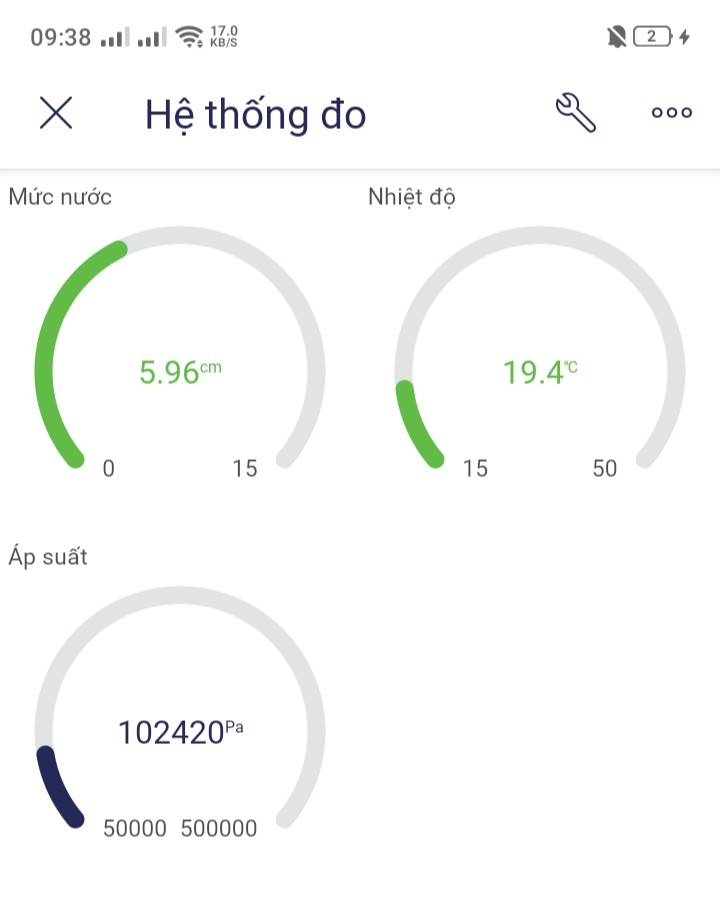 09:38 17.0 KB/S 2
Hệ thống đo
Mức nước Nhiệt độ
5.96cm 19.4°C
0 15 15 50
Áp suất
102420Pa
50000 500000